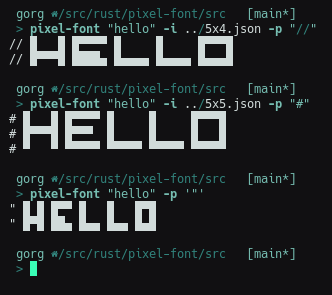 gorg ~/src/rust/pixel-font/src [main*]
> pixel-font "hello" -i ../5x4.json -p "//"
// HELLO
//
gorg ~/src/rust/pixel-font/src [main*]
> pixel-font "hello" -i ../5x5.json -p "#"
#
# HELLO
#
gorg ~/src/rust/pixel-font/src [main*]
> pixel-font "hello" -p '"'
" HELLO
"
gorg ~/src/rust/pixel-font/src [main*]
>